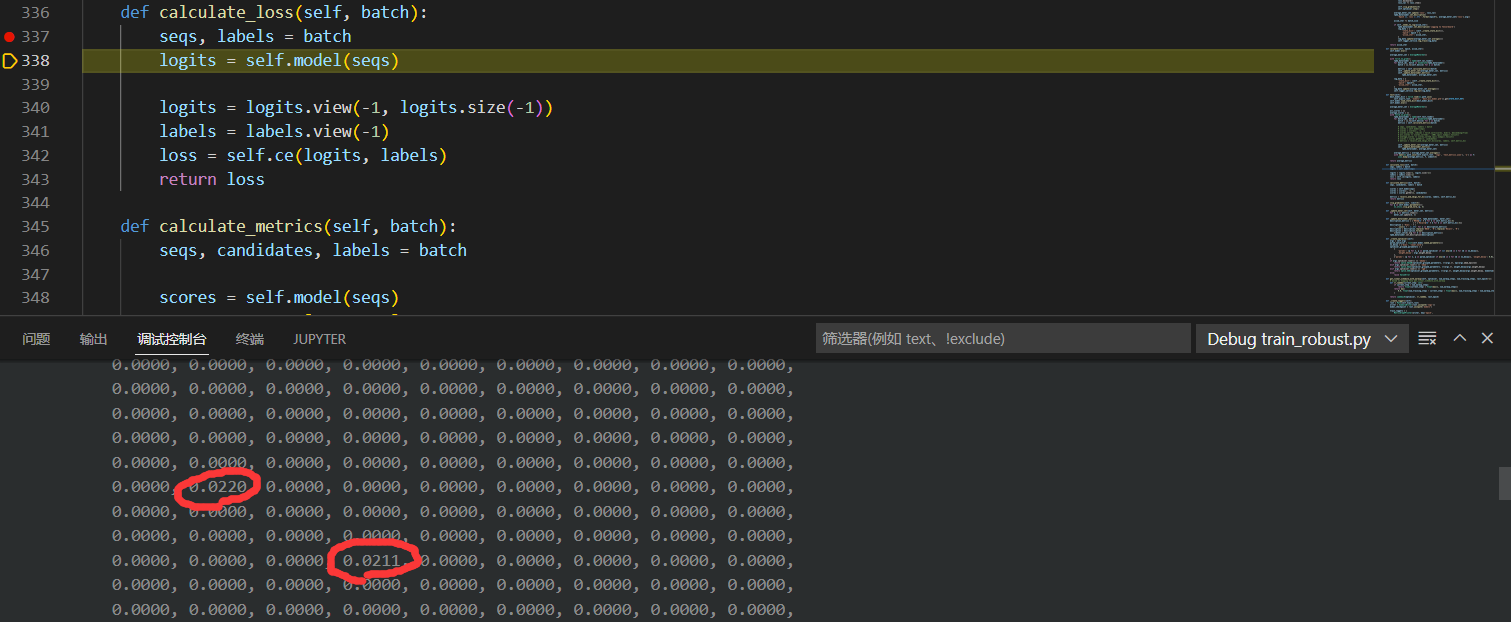 336 def calculate_loss(self, batch):
337 seqs, labels = batch
338 logits = self.model(seqs)
339
340 logits = logits.view(-1, logits.size(-1))
341 labels = labels.view(-1)
342 loss = self.ce(logits, labels)
343 return loss
344
345 def calculate_metrics(self, batch):
346 seqs, candidates, labels = batch
347
348 scores = self.model(seqs)
问题 输出 调试控制台 终端 JUPYTER 筛选器(例如 text、!exclude) Debug train_robust.py
0.0000, 0.0000, 0.0000, 0.0000, 0.0000, 0.0000, 0.0000, 0.0000, 0.0000,
0.0000, 0.0000, 0.0000, 0.0000, 0.0000, 0.0000, 0.0000, 0.0000, 0.0000,
0.0000, 0.0000, 0.0000, 0.0000, 0.0000, 0.0000, 0.0000, 0.0000, 0.0000,
0.0000, 0.0000, 0.0000, 0.0000, 0.0000, 0.0000, 0.0000, 0.0000, 0.0000,
0.0000, 0.0000, 0.0000, 0.0000, 0.0000, 0.0000, 0.0000, 0.0000, 0.0000,
0.0000, 0.0220, 0.0000, 0.0000, 0.0000, 0.0000, 0.0000, 0.0000, 0.0000,
0.0000, 0.0000, 0.0000, 0.0000, 0.0000, 0.0000, 0.0000, 0.0000, 0.0000,
0.0000, 0.0000, 0.0000, 0.0000, 0.0000, 0.0000, 0.0000, 0.0000, 0.0000,
0.0000, 0.0000, 0.0000, 0.0211, 0.0000, 0.0000, 0.0000, 0.0000, 0.0000,
0.0000, 0.0000, 0.0000, 0.0000, 0.0000, 0.0000, 0.0000, 0.0000, 0.0000,
0.0000, 0.0000, 0.0000, 0.0000, 0.0000, 0.0000, 0.0000, 0.0000, 0.0000,